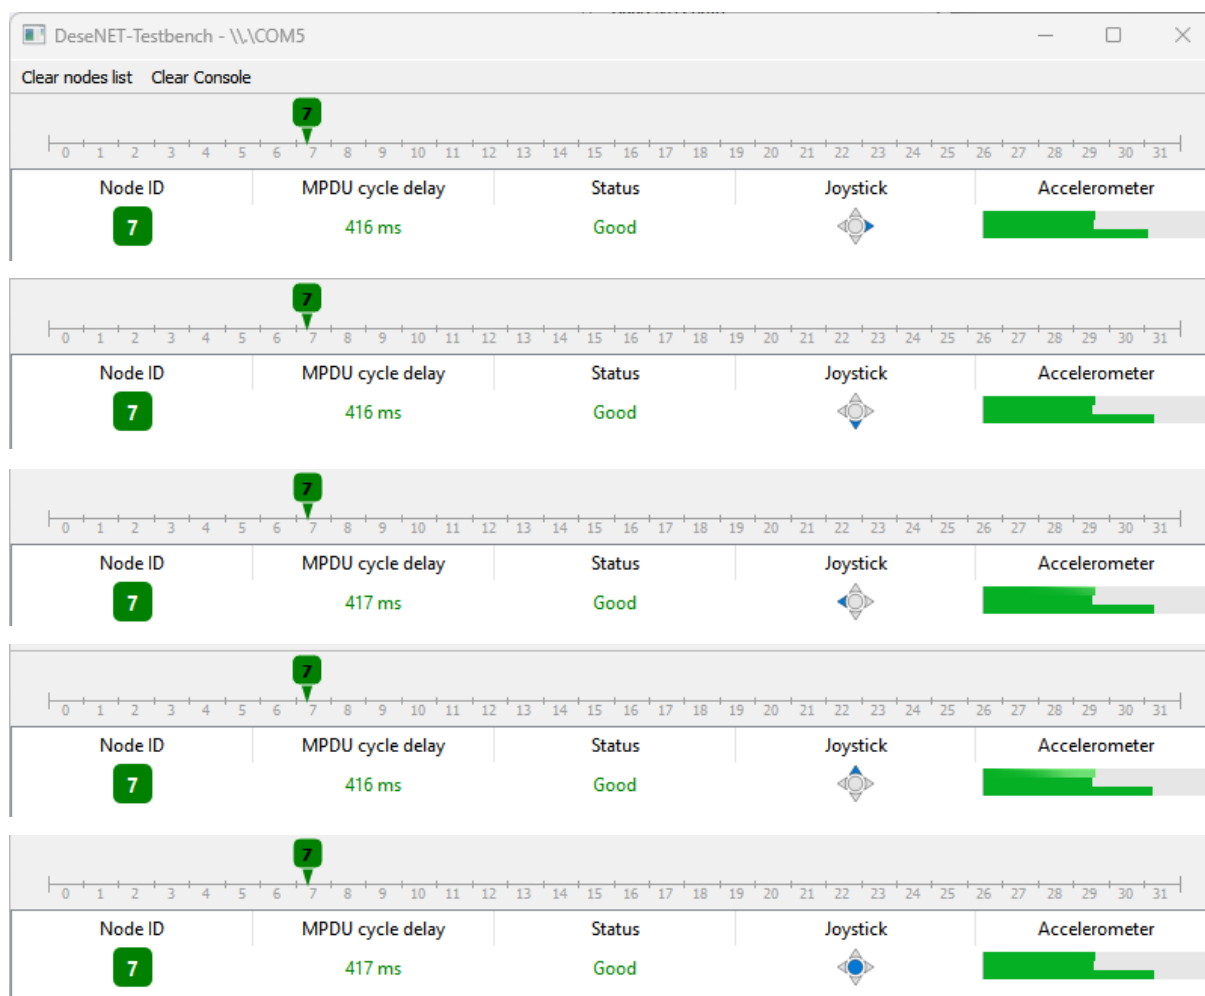 DeseNET-Testbench - \\.\COM5
Clear nodes list Clear Console
7
0 1 2 3 4 5 6 7 8 9 10 11 12 13 14 15 16 17 18 19 20 21 22 23 24 25 26 27 28 29 30 31
Node ID MPDU cycle delay Status Joystick Accelerometer
7 416 ms Good
7
0 1 2 3 4 5 6 7 8 9 10 11 12 13 14 15 16 17 18 19 20 21 22 23 24 25 26 27 28 29 30 31
Node ID MPDU cycle delay Status Joystick Accelerometer
7 416 ms Good
7
0 1 2 3 4 5 6 7 8 9 10 11 12 13 14 15 16 17 18 19 20 21 22 23 24 25 26 27 28 29 30 31
Node ID MPDU cycle delay Status Joystick Accelerometer
7 417 ms Good
7
0 1 2 3 4 5 6 7 8 9 10 11 12 13 14 15 16 17 18 19 20 21 22 23 24 25 26 27 28 29 30 31
Node ID MPDU cycle delay Status Joystick Accelerometer
7 416 ms Good
7
0 1 2 3 4 5 6 7 8 9 10 11 12 13 14 15 16 17 18 19 20 21 22 23 24 25 26 27 28 29 30 31
Node ID MPDU cycle delay Status Joystick Accelerometer
7 417 ms Good